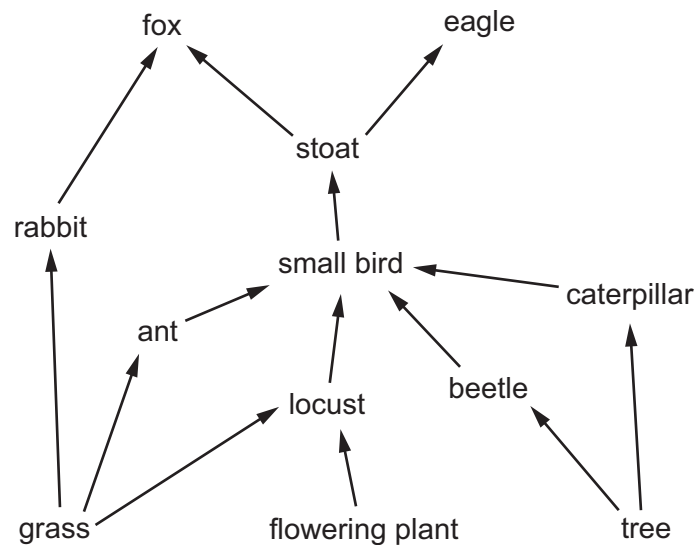 fox
eagle
stoat
rabbit
small bird
caterpillar
ant
beetle
locust
grass
flowering plant
tree